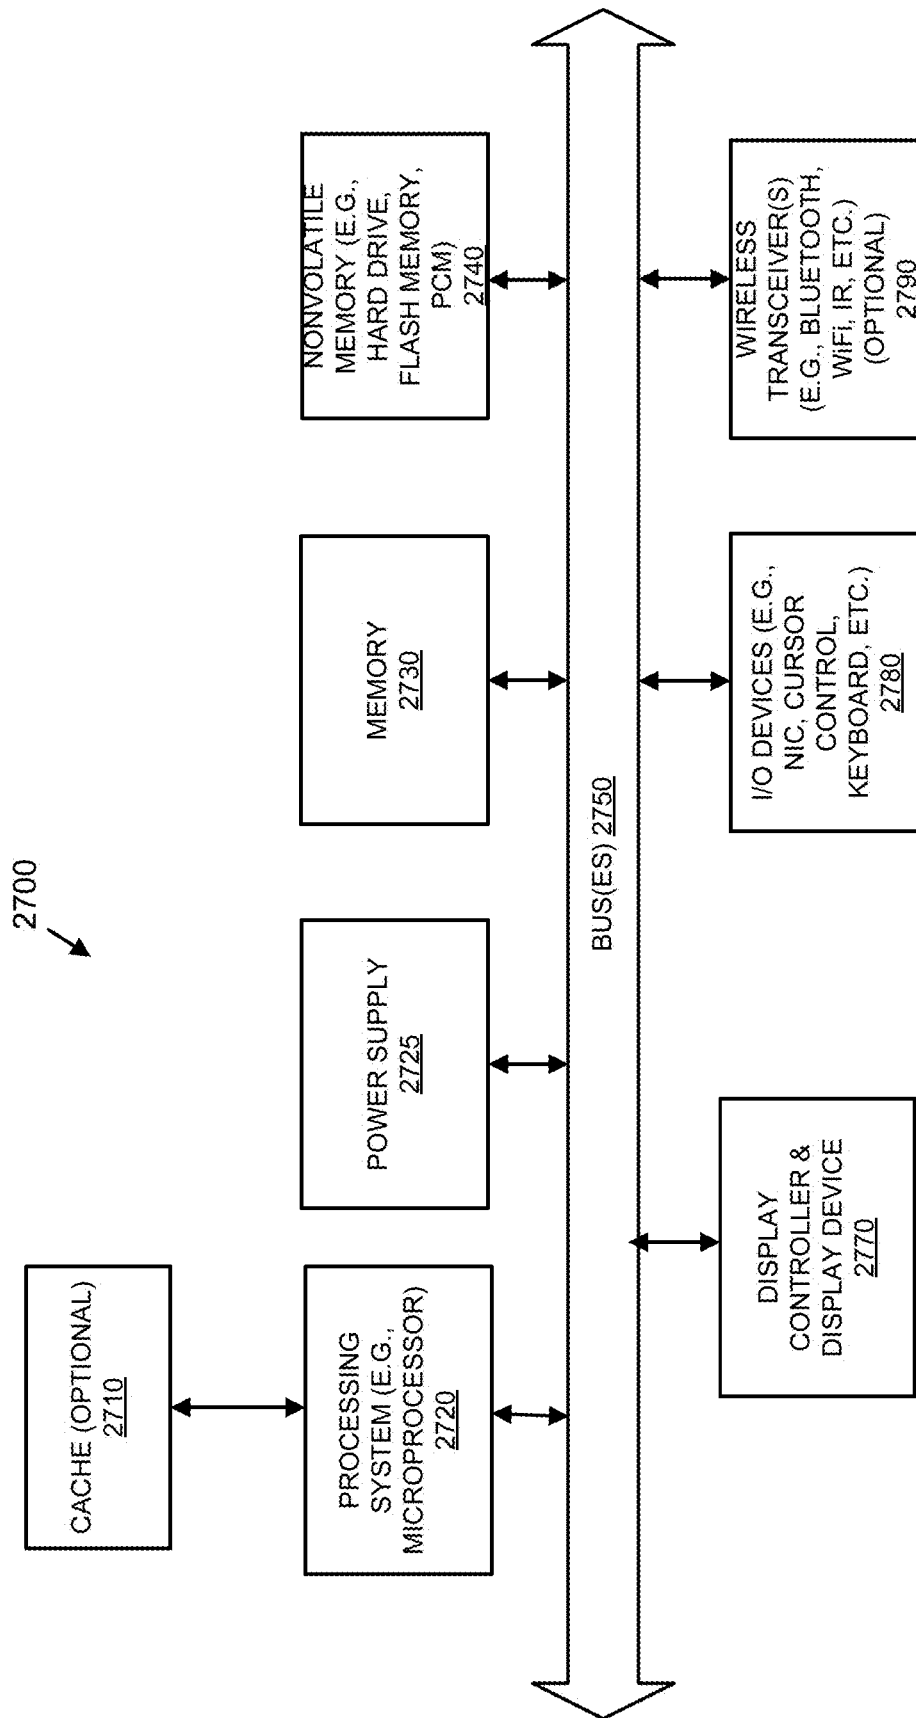 2700
CACHE (OPTIONAL)
2710
PROCESSING
SYSTEM (E.G.,
MICROPROCESSOR)
2720
POWER SUPPLY
2725
MEMORY
2730
NONVOLATILE
MEMORY (E.G.,
HARD DRIVE,
FLASH MEMORY,
PCM)
2740
BUS(ES) 2750
DISPLAY
CONTROLLER &
DISPLAY DEVICE
2770
I/O DEVICES (E.G.,
NIC, CURSOR
CONTROL,
KEYBOARD, ETC.)
2780
WIRELESS
TRANSCEIVER(S)
(E.G., BLUETOOTH,
WiFi, IR, ETC.)
(OPTIONAL)
2790